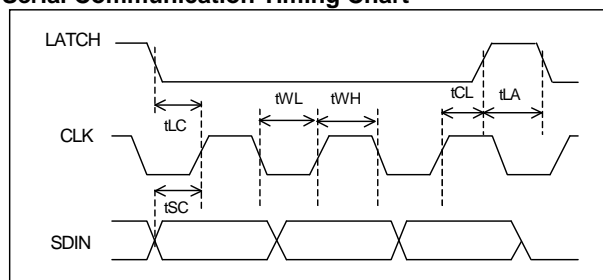 Serial Communication Timing Chart
LATCH
tWL
tWH
tCL
tLA
tLC
CLK
tSC
SDIN